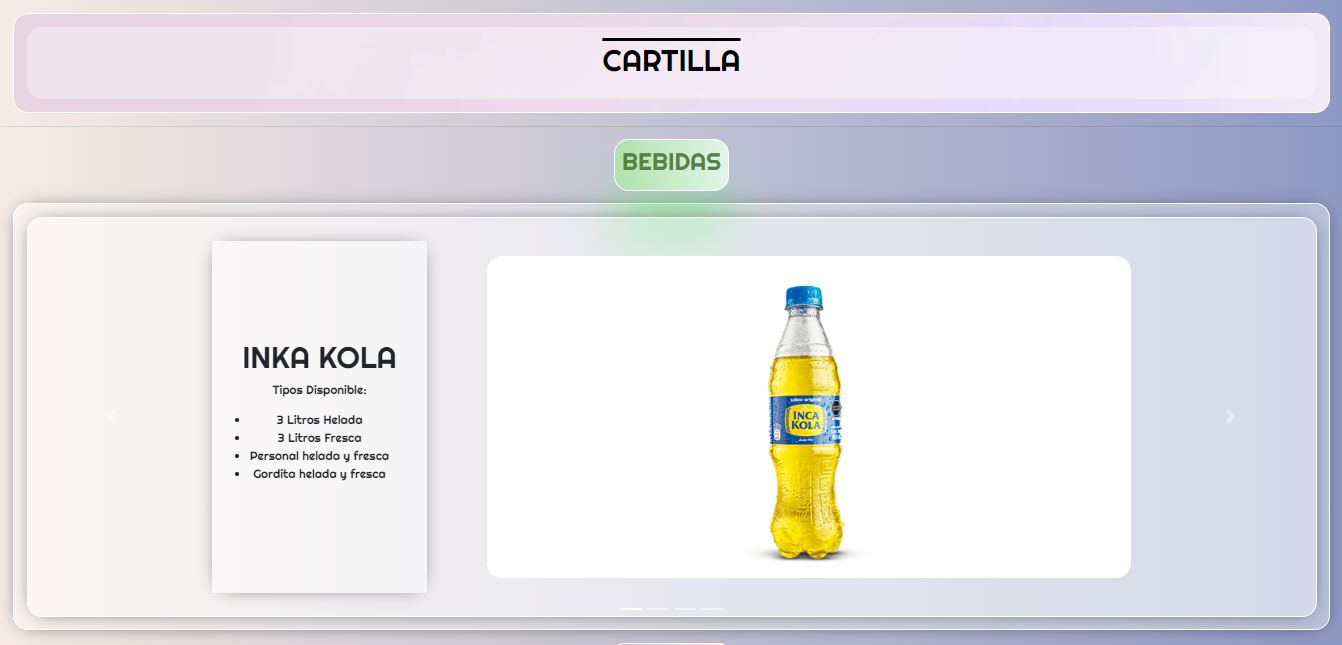 CARTILLA
BEBIDAS
INKA KOLA
Tipos Disponible:
3 Litros Helada
3 Litros Fresca
Personal helada y fresca
Gordita helada y fresca
sabor original
INCA
KOLA